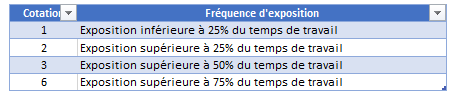 Cotation Fréquence d'exposition
1 Exposition inférieure à 25% du temps de travail
2 Exposition supérieure à 25% du temps de travail
3 Exposition supérieure à 50% du temps de travail
6 Exposition supérieure à 75% du temps de travail